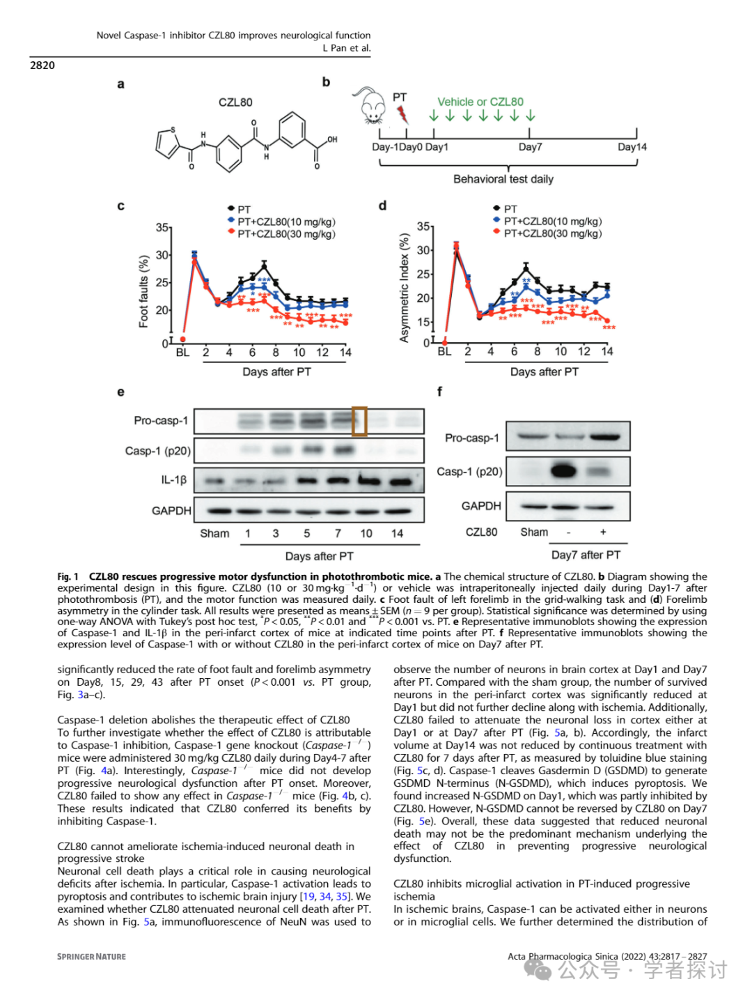 Novel Caspase-1 inhibitor CZL80 improves neurological function
L Pan et al.
2820
a
CZL80
S
H
N
O
O
N
H
OH
O
b
PT
Vehicle or CZL80
Day-1 Day0 Day1
Day7
Day14
Behavioral test daily
c
PT
PT+CZL80(10 mg/kg)
PT+CZL80(30 mg/kg)
Foot faults (%)
35
30
25
20
0
BL 2 4 6 8 10 12 14
Days after PT
*** ** * *** *** *** ** ** *** ** ** ***
d
PT
PT+CZL80(10 mg/kg)
PT+CZL80(30 mg/kg)
Asymmetric Index (%)
35
30
25
20
15
0
BL 2 4 6 8 10 12 14
Days after PT
** ** ** *** *** *** *** *** *** ** *** ***
e
Pro-casp-1
Casp-1 (p20)
IL-1β
GAPDH
Sham 1 3 5 7 10 14
Days after PT
f
Pro-casp-1
Casp-1 (p20)
GAPDH
CZL80 Sham - +
Day7 after PT
Fig. 1 CZL80 rescues progressive motor dysfunction in photothrombotic mice. a The chemical structure of CZL80. b Diagram showing the
experimental design in this figure. CZL80 (10 or 30 mg·kg−1·d−1) or vehicle was intraperitoneally injected daily during Day1-7 after
photothrombosis (PT), and the motor function was measured daily. c Foot fault of left forelimb in the grid-walking task and (d) Forelimb
asymmetry in the cylinder task. All results were presented as means ± SEM (n = 9 per group). Statistical significance was determined by using
one-way ANOVA with Tukey's post hoc test, *P < 0.05, **P < 0.01 and ***P < 0.001 vs. PT. e Representative immunoblots showing the expression
of Caspase-1 and IL-1β in the peri-infarct cortex of mice at indicated time points after PT. f Representative immunoblots showing the
expression level of Caspase-1 with or without CZL80 in the peri-infarct cortex of mice on Day7 after PT.
significantly reduced the rate of foot fault and forelimb asymmetry
on Day8, 15, 29, 43 after PT onset (P < 0.001 vs. PT group,
Fig. 3a–c).
Caspase-1 deletion abolishes the therapeutic effect of CZL80
To further investigate whether the effect of CZL80 is attributable
to Caspase-1 inhibition, Caspase-1 gene knockout (Caspase-1−/−)
mice were administered 30 mg/kg CZL80 daily during Day4-7 after
PT (Fig. 4a). Interestingly, Caspase-1−/− mice did not develop
progressive neurological dysfunction after PT onset. Moreover,
CZL80 failed to show any effect in Caspase-1−/− mice (Fig. 4b, c).
These results indicated that CZL80 conferred its benefits by
inhibiting Caspase-1.
CZL80 cannot ameliorate ischemia-induced neuronal death in
progressive stroke
Neuronal cell death plays a critical role in causing neurological
deficits after ischemia. In particular, Caspase-1 activation leads to
pyroptosis and contributes to ischemic brain injury [19, 34, 35]. We
examined whether CZL80 attenuated neuronal cell death after PT.
As shown in Fig. 5a, immunofluorescence of NeuN was used to
observe the number of neurons in brain cortex at Day1 and Day7
after PT. Compared with the sham group, the number of survived
neurons in the peri-infarct cortex was significantly reduced at
Day1 but did not further decline along with ischemia. Additionally,
CZL80 failed to attenuate the neuronal loss in cortex either at
Day1 or at Day7 after PT (Fig. 5a, b). Accordingly, the infarct
volume at Day14 was not reduced by continuous treatment with
CZL80 for 7 days after PT, as measured by toluidine blue staining
(Fig. 5c, d). Caspase-1 cleaves Gasdermin D (GSDMD) to generate
GSDMD N-terminus (N-GSDMD), which induces pyroptosis. We
found increased N-GSDMD on Day1, which was partly inhibited by
CZL80. However, N-GSDMD cannot be reversed by CZL80 on Day7
(Fig. 5e). Overall, these data suggested that reduced neuronal
death may not be the predominant mechanism underlying the
effect of CZL80 in preventing progressive neurological
dysfunction.
CZL80 inhibits microglial activation in PT-induced progressive
ischemia
In ischemic brains, Caspase-1 can be activated either in neurons
or in microglial cells. We further determined the distribution of
SPRINGER NATURE
Acta Pharmacologica Sinica (2022) 43:2817 – 2827
公众号 · 学者探讨